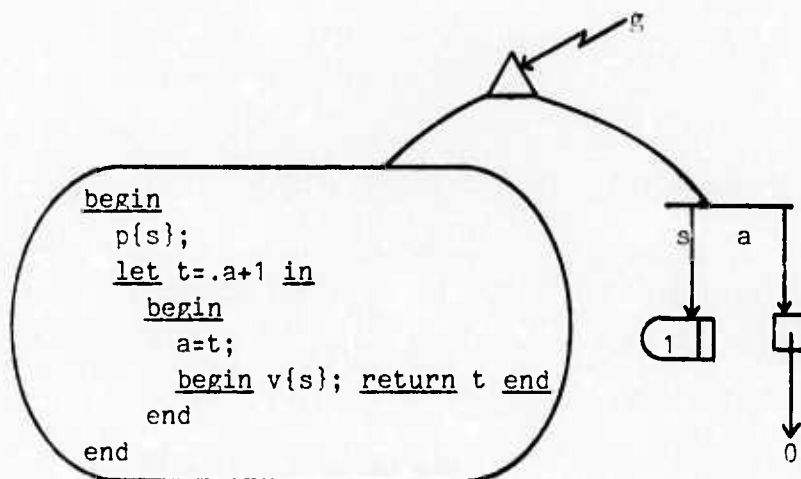 g
begin
p{s};
let t=.a+1 in
begin
a=t;
begin v{s}; return t end
end
end
s a
1
0